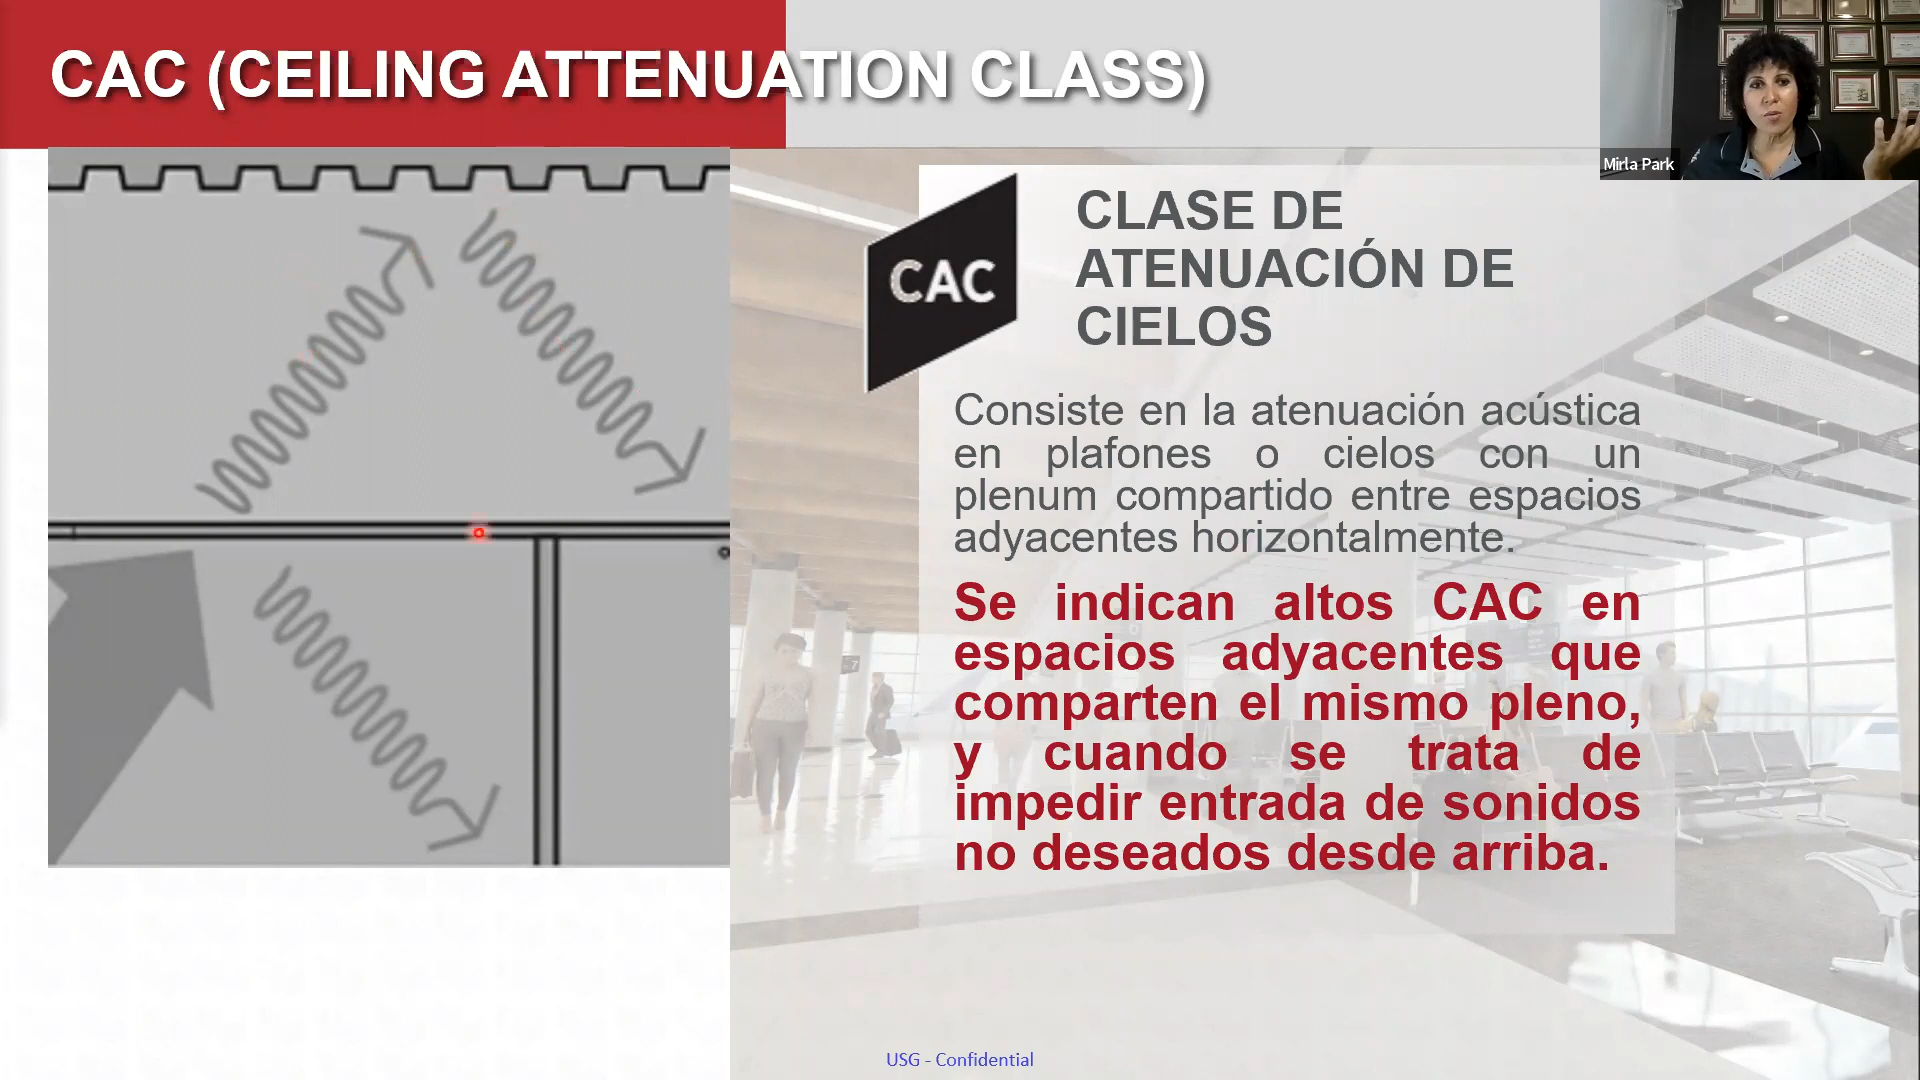 CAC (CEILING ATTENUATION CLASS)
Mirla Park
CAC
CLASE DE
ATENUACIÓN DE
CIELOS
Consiste en la atenuación acústica
en plafones o cielos con un
plenum compartido entre espacios
adyacentes horizontalmente.
Se indican altos CAC en
espacios adyacentes que
comparten el mismo pleno,
y cuando se trata de
impedir entrada de sonidos
no deseados desde arriba.
USG - Confidential